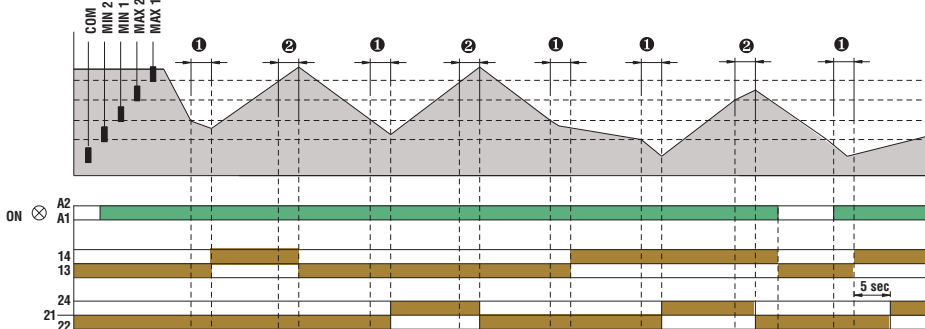 COM
MIN 2
MIN 1
MAX 2
MAX 1
❶ ❷ ❶ ❷ ❶ ❶ ❷ ❶
A2
ON A1
14
13
5 sec
24
21
22